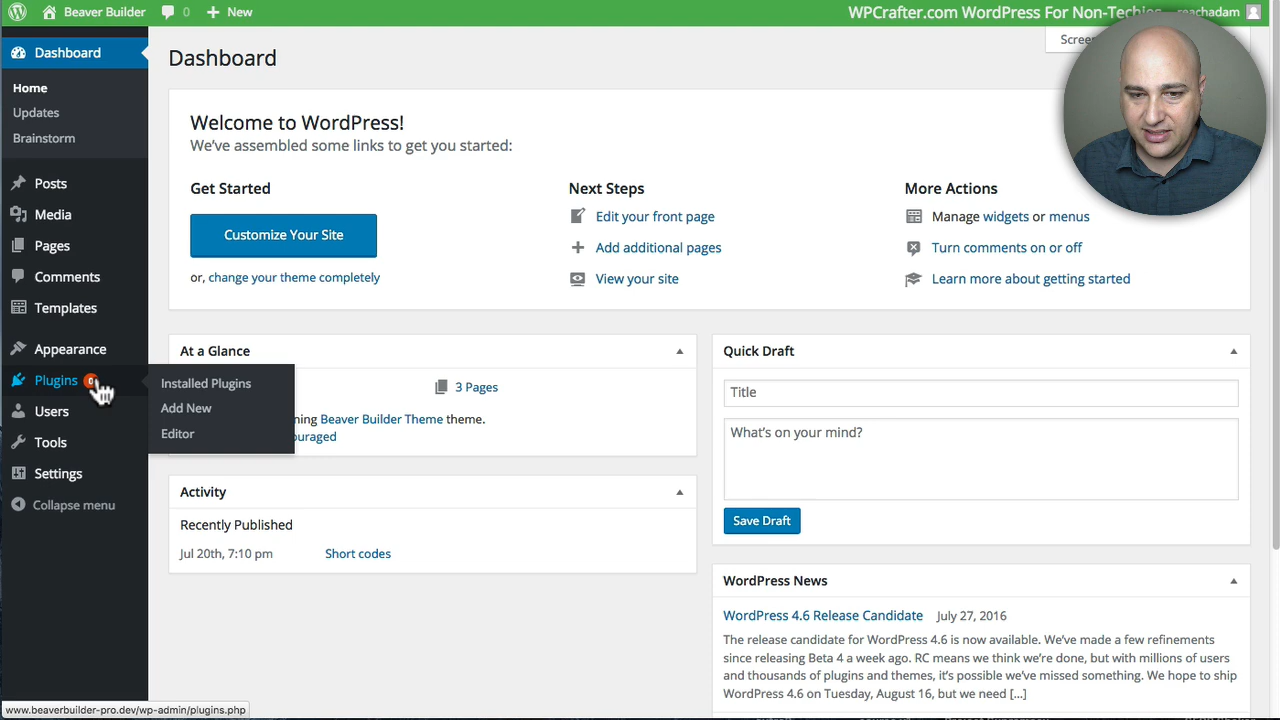 Beaver Builder 0 New WPCrafter.com WordPress For Non-Techies reachadam
Dashboard
Home
Updates
Brainstorm
Posts
Media
Pages
Comments
Templates
Appearance
Plugins 0
Users
Tools
Settings
Collapse menu
Installed Plugins
Add New
Editor
Dashboard
Welcome to WordPress!
We've assembled some links to get you started:
Get Started
Customize Your Site
or, change your theme completely
Next Steps
Edit your front page
Add additional pages
View your site
More Actions
Manage widgets or menus
Turn comments on or off
Learn more about getting started
At a Glance
3 Pages
Beaver Builder Theme theme.
Activity
Recently Published
Jul 20th, 7:10 pm Short codes
Quick Draft
Title
What's on your mind?
Save Draft
WordPress News
WordPress 4.6 Release Candidate July 27, 2016
The release candidate for WordPress 4.6 is now available. We've made a few refinements
since releasing Beta 4 a week ago. RC means we think we're done, but with millions of users
and thousands of plugins and themes, it's possible we've missed something. We hope to ship
WordPress 4.6 on Tuesday, August 16, but we need [...]
www.beaverbuilder-pro.dev/wp-admin/plugins.php